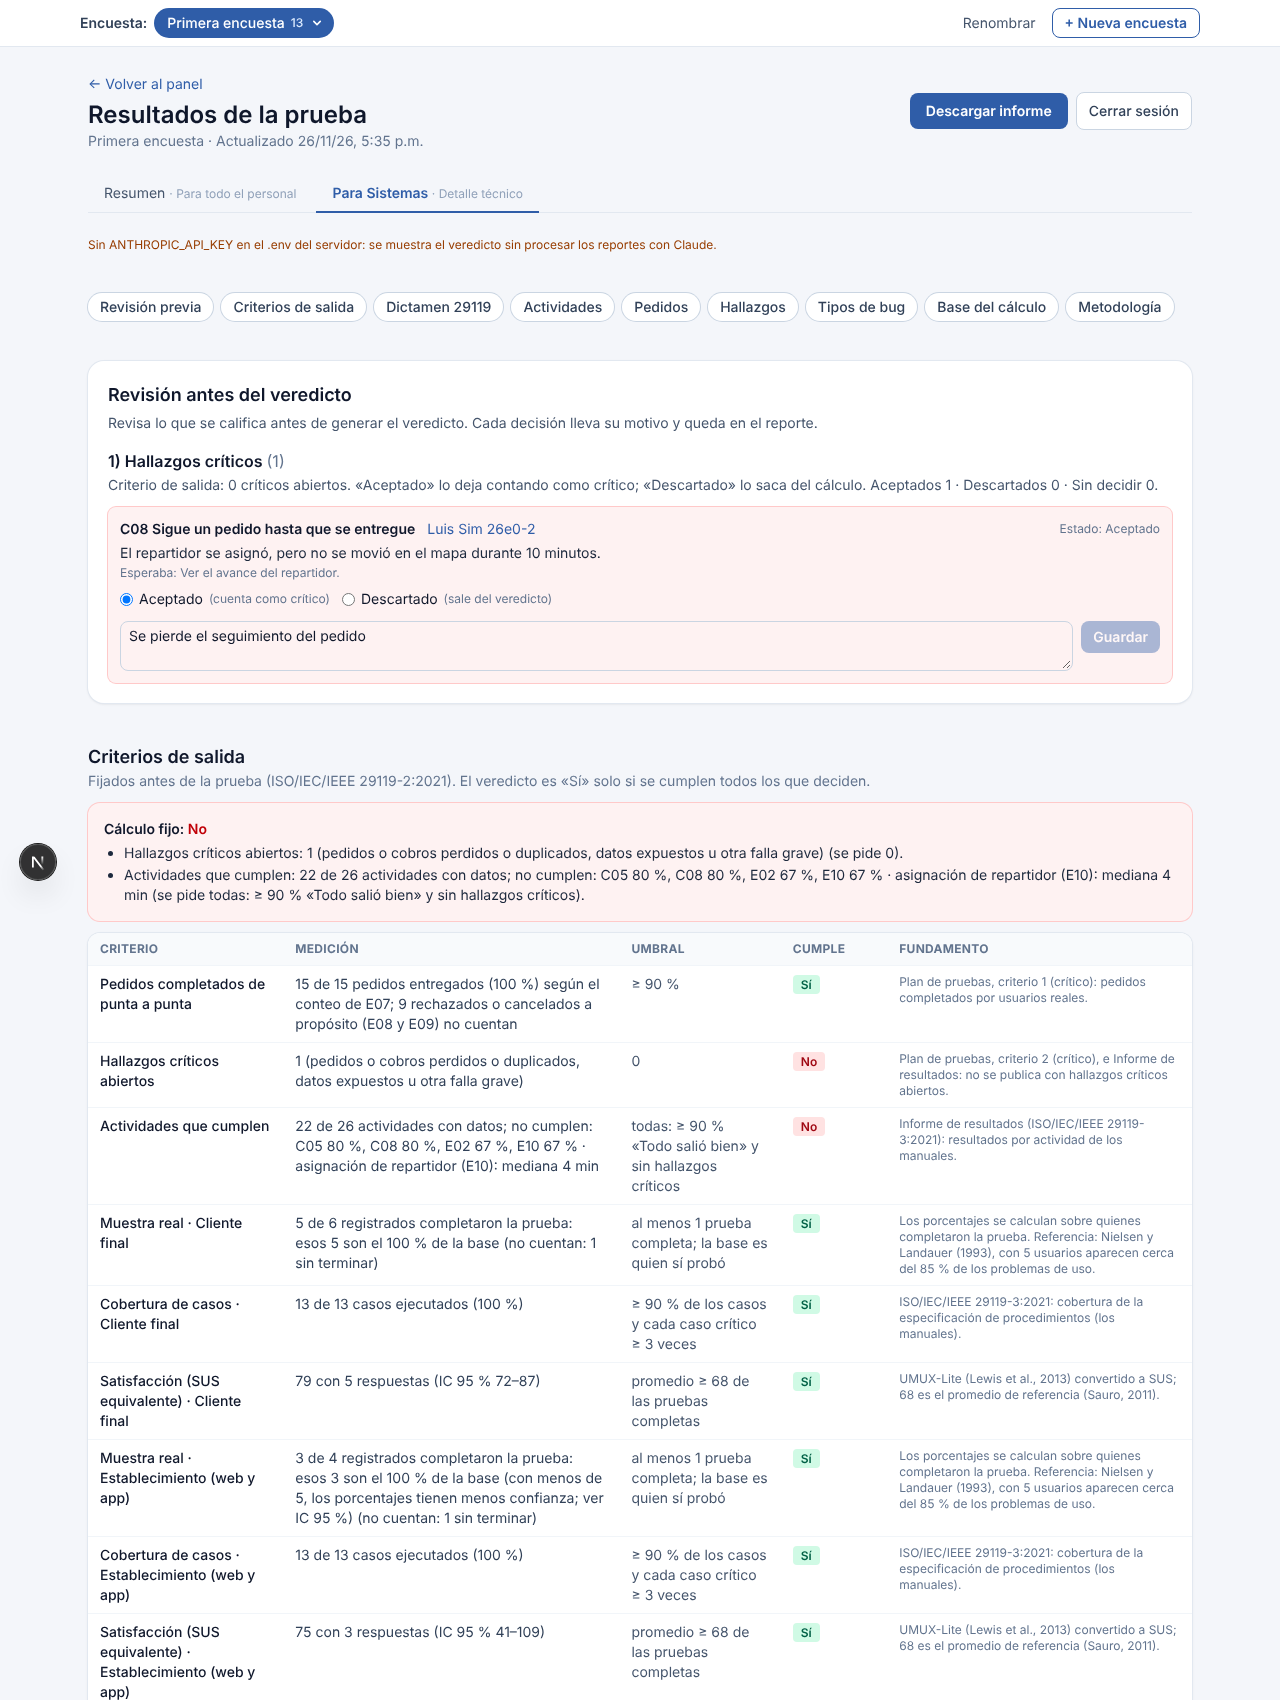 Encuesta: Primera encuesta 13
Renombrar
+ Nueva encuesta
← Volver al panel
Resultados de la prueba
Primera encuesta · Actualizado 26/11/26, 5:35 p.m.
Descargar informe
Cerrar sesión
Resumen · Para todo el personal
Para Sistemas · Detalle técnico
Sin ANTHROPIC_API_KEY en el .env del servidor: se muestra el veredicto sin procesar los reportes con Claude.
Revisión previa
Criterios de salida
Dictamen 29119
Actividades
Pedidos
Hallazgos
Tipos de bug
Base del cálculo
Metodología
Revisión antes del veredicto
Revisa lo que se califica antes de generar el veredicto. Cada decisión lleva su motivo y queda en el reporte.
1) Hallazgos críticos (1)
Criterio de salida: 0 críticos abiertos. «Aceptado» lo deja contando como crítico; «Descartado» lo saca del cálculo. Aceptados 1 · Descartados 0 · Sin decidir 0.
C08 Sigue un pedido hasta que se entregue Luis Sim 26e0-2
Estado: Aceptado
El repartidor se asignó, pero no se movió en el mapa durante 10 minutos.
Esperaba: Ver el avance del repartidor.
Aceptado (cuenta como crítico) Descartado (sale del veredicto)
Se pierde el seguimiento del pedido
Guardar
Criterios de salida
Fijados antes de la prueba (ISO/IEC/IEEE 29119-2:2021). El veredicto es «Sí» solo si se cumplen todos los que deciden.
N
Cálculo fijo: No
• Hallazgos críticos abiertos: 1 (pedidos o cobros perdidos o duplicados, datos expuestos u otra falla grave) (se pide 0).
• Actividades que cumplen: 22 de 26 actividades con datos; no cumplen: C05 80 %, C08 80 %, E02 67 %, E10 67 % · asignación de repartidor (E10): mediana 4
min (se pide todas: ≥ 90 % «Todo salió bien» y sin hallazgos críticos).
CRITERIO
MEDICIÓN
UMBRAL
CUMPLE
FUNDAMENTO
Pedidos completados de
punta a punta
15 de 15 pedidos entregados (100 %) según el
conteo de E07; 9 rechazados o cancelados a
propósito (E08 y E09) no cuentan
≥ 90 %
Sí
Plan de pruebas, criterio 1 (crítico): pedidos
completados por usuarios reales.
Hallazgos críticos
abiertos
1 (pedidos o cobros perdidos o duplicados,
datos expuestos u otra falla grave)
0
No
Plan de pruebas, criterio 2 (crítico), e Informe de
resultados: no se publica con hallazgos críticos
abiertos.
Actividades que cumplen
22 de 26 actividades con datos; no cumplen:
C05 80 %, C08 80 %, E02 67 %, E10 67 % ·
asignación de repartidor (E10): mediana 4 min
todas: ≥ 90 %
«Todo salió bien» y
sin hallazgos
críticos
No
Informe de resultados (ISO/IEC/IEEE 29119-
3:2021): resultados por actividad de los
manuales.
Muestra real · Cliente
final
5 de 6 registrados completaron la prueba:
esos 5 son el 100 % de la base (no cuentan: 1
sin terminar)
al menos 1 prueba
completa; la base es
quien sí probó
Sí
Los porcentajes se calculan sobre quienes
completaron la prueba. Referencia: Nielsen y
Landauer (1993), con 5 usuarios aparecen cerca
del 85 % de los problemas de uso.
Cobertura de casos ·
Cliente final
13 de 13 casos ejecutados (100 %)
≥ 90 % de los casos
y cada caso crítico
≥ 3 veces
Sí
ISO/IEC/IEEE 29119-3:2021: cobertura de la
especificación de procedimientos (los
manuales).
Satisfacción (SUS
equivalente) · Cliente
final
79 con 5 respuestas (IC 95 % 72–87)
promedio ≥ 68 de
las pruebas
completas
Sí
UMUX-Lite (Lewis et al., 2013) convertido a SUS;
68 es el promedio de referencia (Sauro, 2011).
Muestra real ·
Establecimiento (web y
app)
3 de 4 registrados completaron la prueba:
esos 3 son el 100 % de la base (con menos de
5, los porcentajes tienen menos confianza; ver
IC 95 %) (no cuentan: 1 sin terminar)
al menos 1 prueba
completa; la base es
quien sí probó
Sí
Los porcentajes se calculan sobre quienes
completaron la prueba. Referencia: Nielsen y
Landauer (1993), con 5 usuarios aparecen cerca
del 85 % de los problemas de uso.
Cobertura de casos ·
Establecimiento (web y
app)
13 de 13 casos ejecutados (100 %)
≥ 90 % de los casos
y cada caso crítico
≥ 3 veces
Sí
ISO/IEC/IEEE 29119-3:2021: cobertura de la
especificación de procedimientos (los
manuales).
Satisfacción (SUS
equivalente) ·
Establecimiento (web y
app)
75 con 3 respuestas (IC 95 % 41–109)
promedio ≥ 68 de
las pruebas
completas
Sí
UMUX-Lite (Lewis et al., 2013) convertido a SUS;
68 es el promedio de referencia (Sauro, 2011).